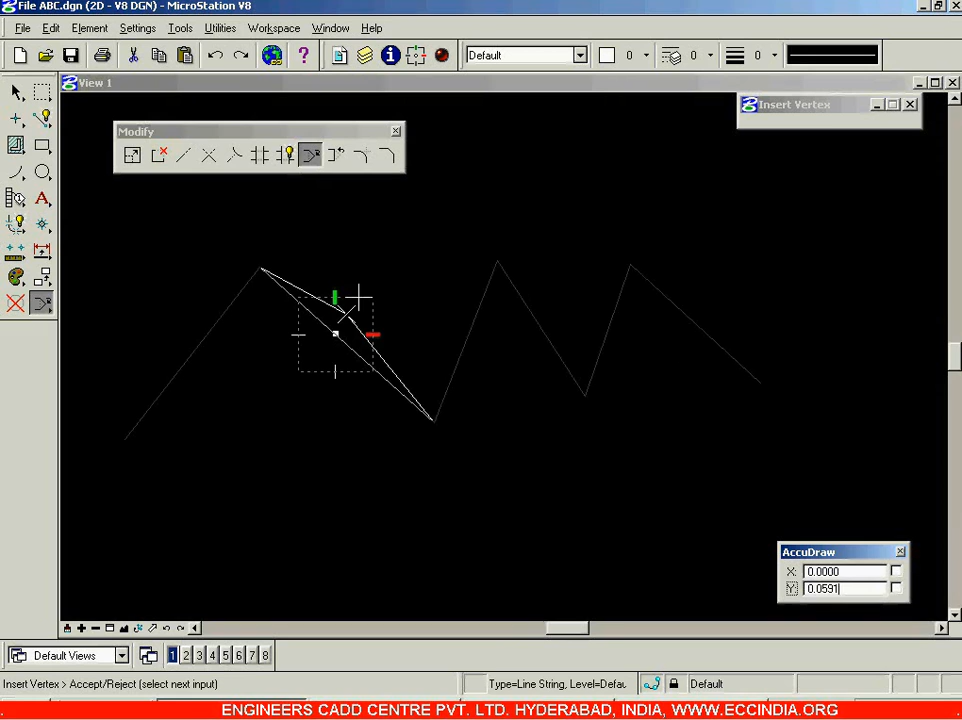 File ABC.dgn (2D - V8 DGN) - MicroStation V8
File Edit Element Settings Tools Utilities Workspace Window Help
Default 0 0 0
View 1
Insert Vertex
Modify
AccuDraw
X: 0.0000
Y: 0.0591
Default Views 1 2 3 4 5 6 7 8
Insert Vertex > Accept/Reject (select next input) Type=Line String, Level=Defau Default
ENGINEERS CADD CENTRE PVT. LTD. HYDERABAD, INDIA, WWW.ECCINDIA.ORG